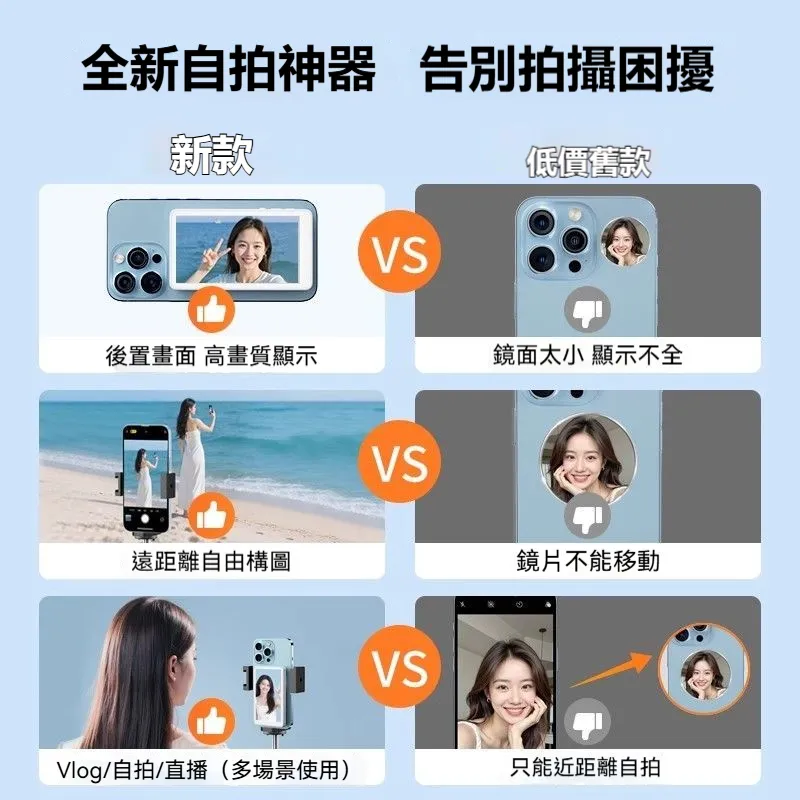 全新自拍神器 告別拍攝困擾
新款
低價舊款
VS
後置畫面 高畫質顯示
鏡面太小 顯示不全
VS
遠距離自由構圖
鏡片不能移動
VS
Vlog/自拍/直播（多場景使用）
只能近距離自拍